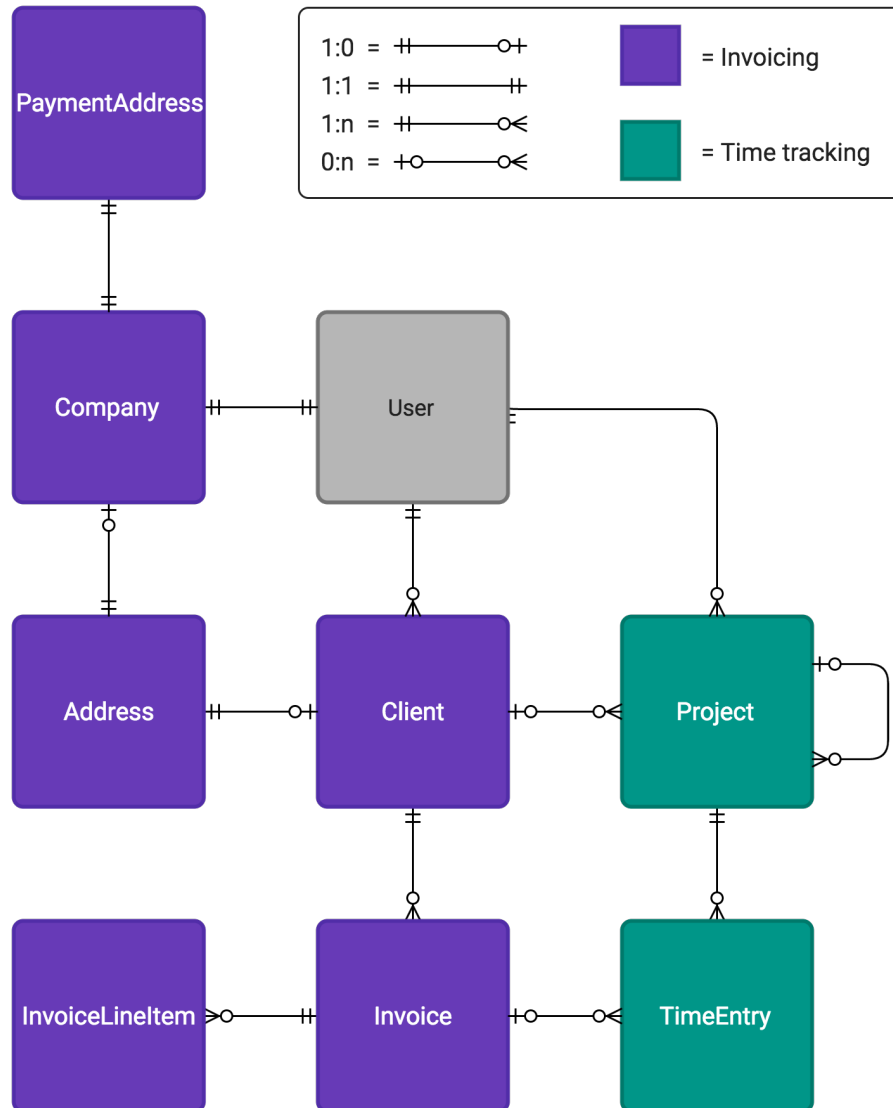 PaymentAddress
1:0 =
1:1 =
1:n =
0:n =
= Invoicing
= Time tracking
Company
User
Address
Client
Project
InvoiceLineItem
Invoice
TimeEntry